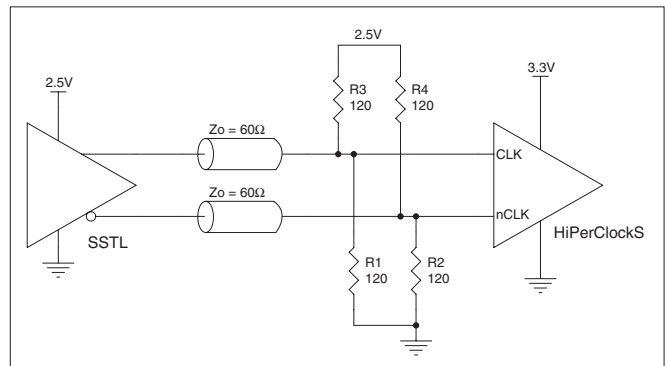 2.5V
2.5V
3.3V
R3
120
R4
120
Zo = 60Ω
CLK
Zo = 60Ω
nCLK
SSTL
HiPerClockS
R1
120
R2
120